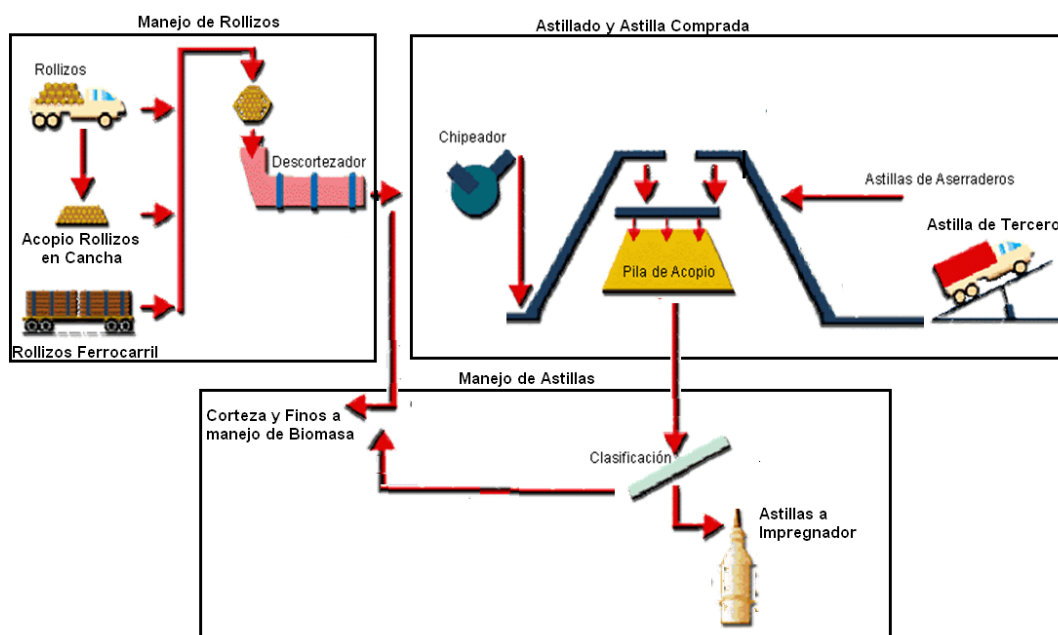 Manejo de Rollizos
Rollizos
Descortezador
Acopio Rollizos
en Cancha
Rollizos Ferrocarril
Astillado y Astilla Comprada
Chipeador
Astillas de Aserraderos
Astilla de Tercero
Pila de Acopio
Manejo de Astillas
Corteza y Finos a
manejo de Biomasa
Clasificación
Astillas a
Impregnador